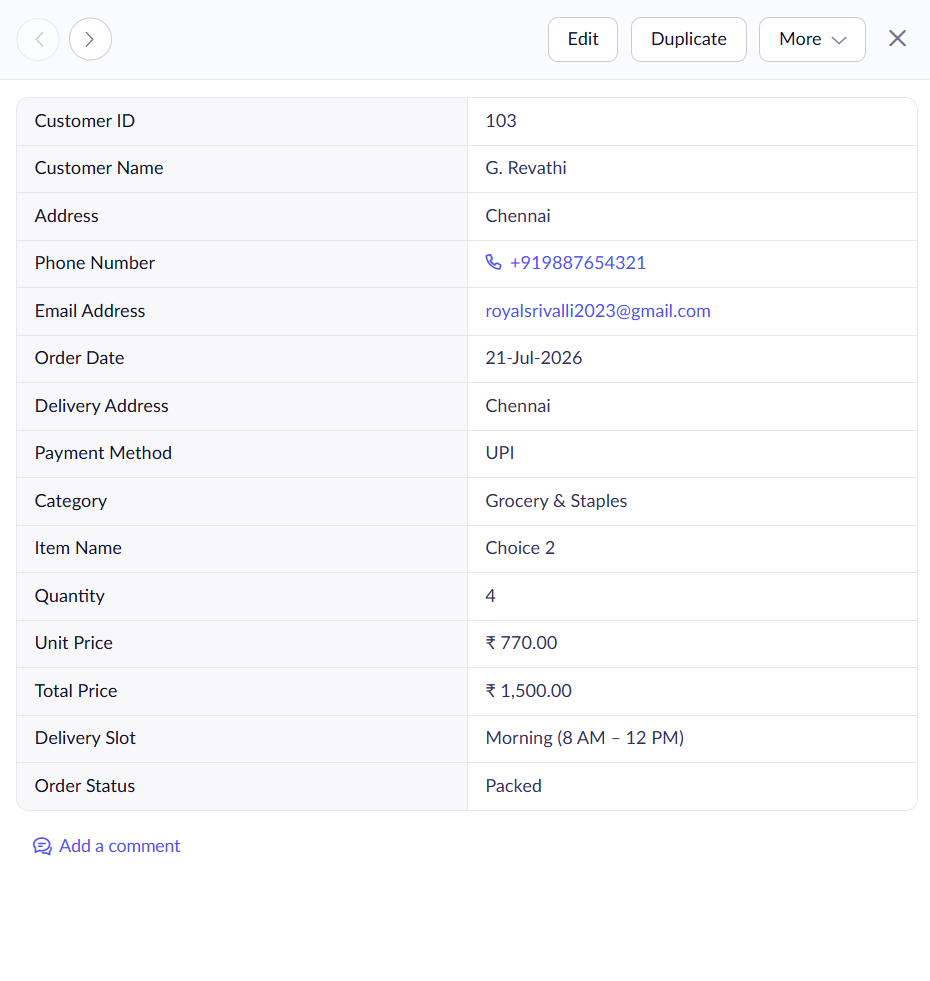 Edit Duplicate More
Customer ID 103
Customer Name G. Revathi
Address Chennai
Phone Number +919887654321
Email Address royalsrivalli2023@gmail.com
Order Date 21-Jul-2026
Delivery Address Chennai
Payment Method UPI
Category Grocery & Staples
Item Name Choice 2
Quantity 4
Unit Price ₹ 770.00
Total Price ₹ 1,500.00
Delivery Slot Morning (8 AM – 12 PM)
Order Status Packed
Add a comment